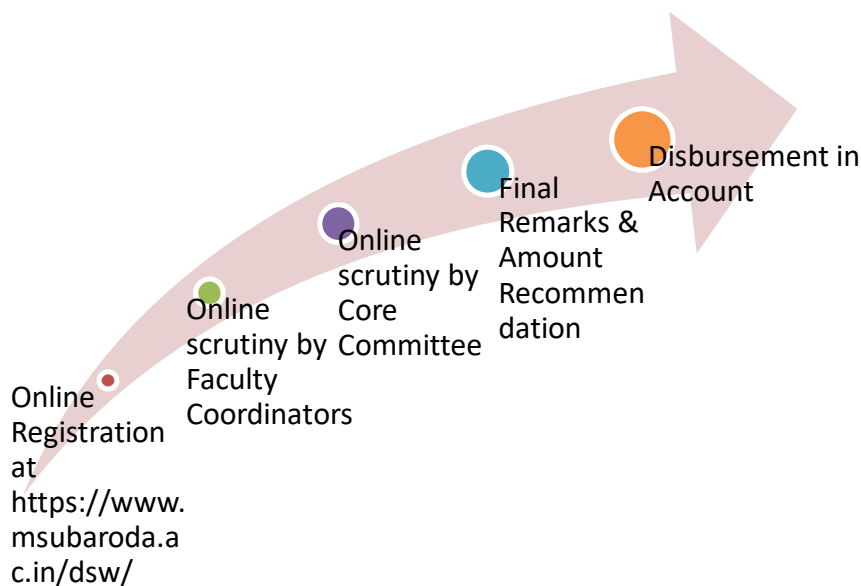 Online
Registration
at
https://www.
msubaroda.a
c.in/dsw/
Online
scrutiny by
Faculty
Coordinators
Online
scrutiny by
Core
Committee
Final
Remarks &
Amount
Recommen
dation
Disbursement in
Account